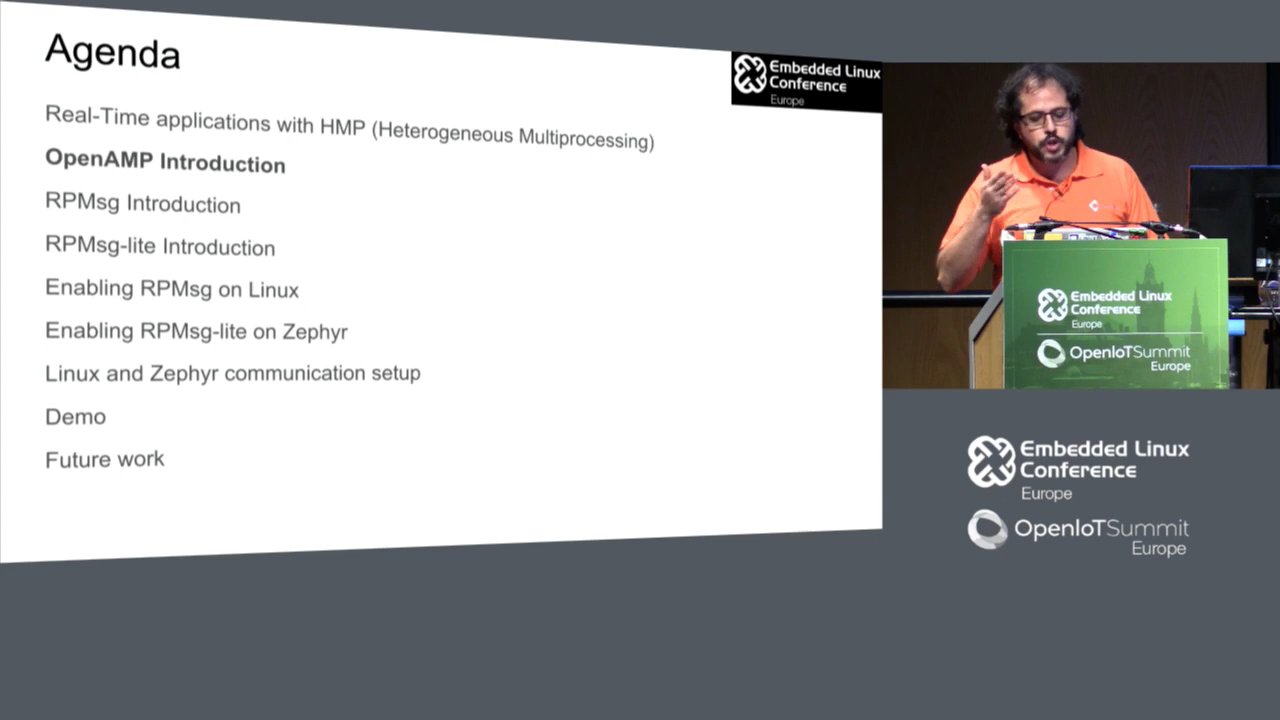 Agenda
Real-Time applications with HMP (Heterogeneous Multiprocessing)
OpenAMP Introduction
RPMsg Introduction
RPMsg-lite Introduction
Enabling RPMsg on Linux
Enabling RPMsg-lite on Zephyr
Linux and Zephyr communication setup
Demo
Future work
Embedded Linux
Conference
Europe
Embedded Linux
Conference
Europe
OpenIoTSummit
Europe
Embedded Linux
Conference
Europe
OpenIoTSummit
Europe